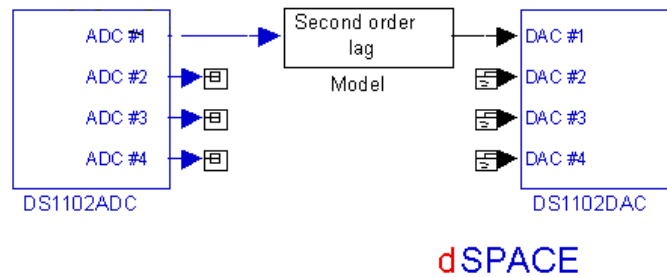 ADC #1
ADC #2
ADC #3
ADC #4
DS1102ADC
Second order
lag
Model
DAC #1
DAC #2
DAC #3
DAC #4
DS1102DAC
dSPACE